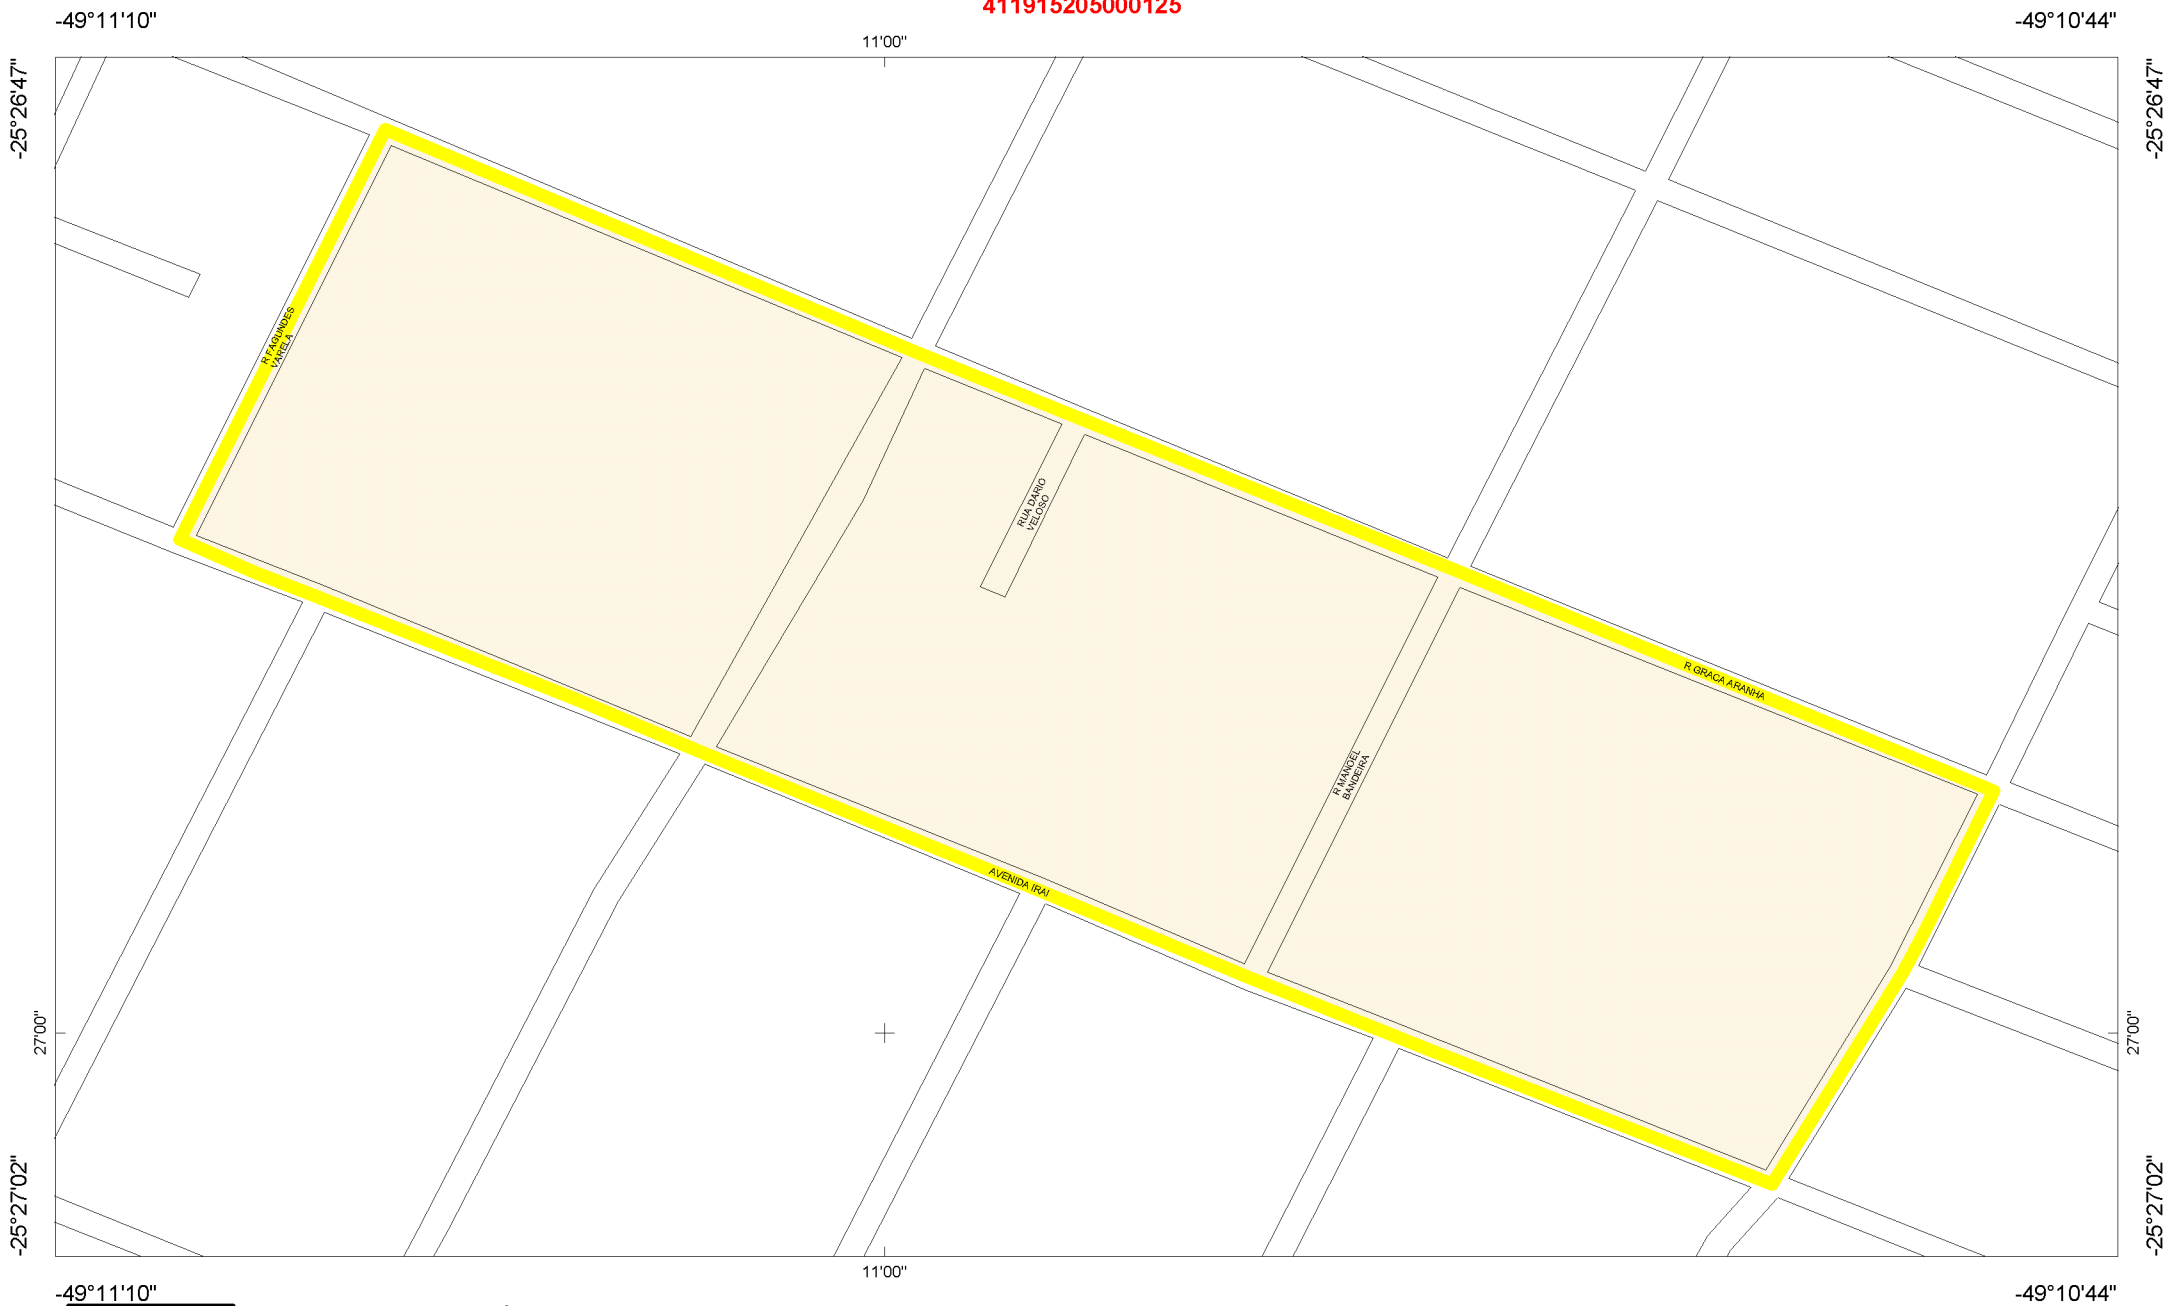 411915205000125
-49°11'10"
-49°10'44"
11'00"
-25°26'47"
-25°26'47"
R FAGUNDES
VARELA
RUA DARIO
VELOSO
R GRACA ARANHA
R MANOEL
BANDEIRA
AVENIDA IRAI
27'00"
27'00"
-25°27'02"
-25°27'02"
11'00"
-49°11'10"
-49°10'44"